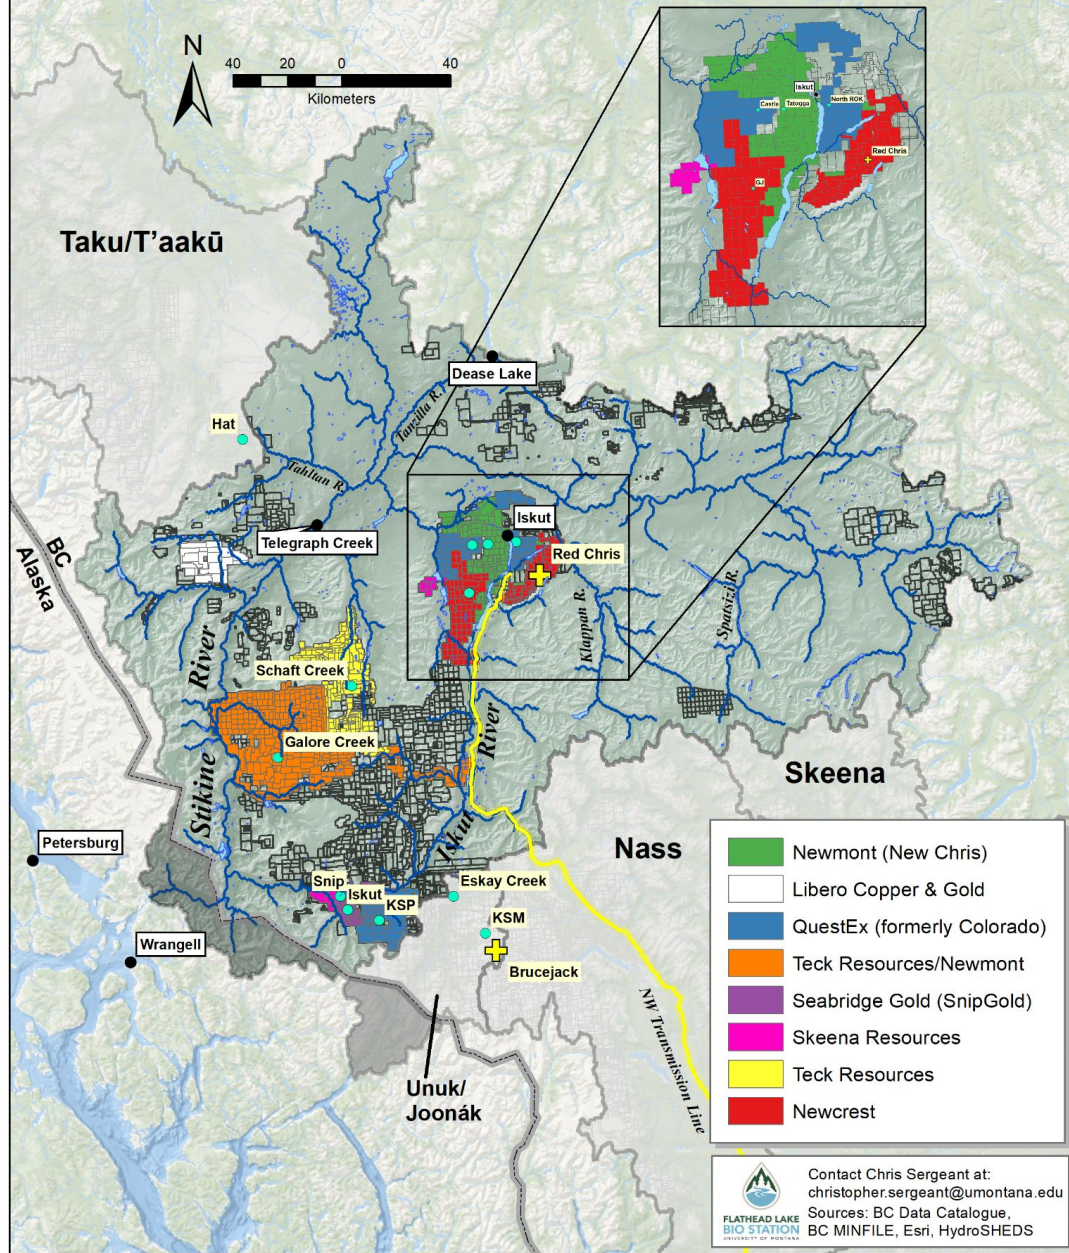 N
40
20
0
40
Kilometers
Iskut
Castle
Tatogga
North ROK
Red Chris
GJ
Taku/T'aakū
Dease Lake
Tanzilla R.
Hat
Tahltan R.
Telegraph Creek
Iskut
Red Chris
BC
Alaska
Klappan R.
Spatsizi R.
Schaft Creek
Galore Creek
Stikine River
Iskut River
Skeena
Nass
Petersburg
Wrangell
Snip
Iskut
KSP
Eskay Creek
KSM
Brucejack
NW Transmission Line
Unuk/
Joonák
Newmont (New Chris)
Libero Copper & Gold
QuestEx (formerly Colorado)
Teck Resources/Newmont
Seabridge Gold (SnipGold)
Skeena Resources
Teck Resources
Newcrest
FLATHEAD LAKE
BIO STATION
UNIVERSITY OF MONTANA
Contact Chris Sergeant at:
christopher.sergeant@umontana.edu
Sources: BC Data Catalogue,
BC MINFILE, Esri, HydroSHEDS